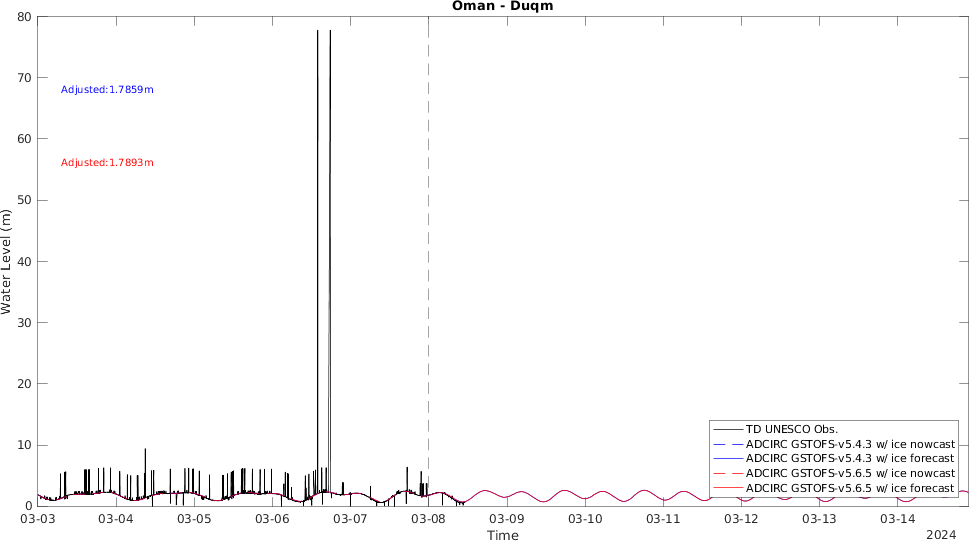 Oman - Duqm
80
70
60
50
40
30
20
10
0
Water Level (m)
Adjusted:1.7859m
Adjusted:1.7893m
TD UNESCO Obs.
ADCIRC GSTOFS-v5.4.3 w/ ice nowcast
ADCIRC GSTOFS-v5.4.3 w/ ice forecast
ADCIRC GSTOFS-v5.6.5 w/ ice nowcast
ADCIRC GSTOFS-v5.6.5 w/ ice forecast
03-03 03-04 03-05 03-06 03-07 03-08 03-09 03-10 03-11 03-12 03-13 03-14
Time
2024